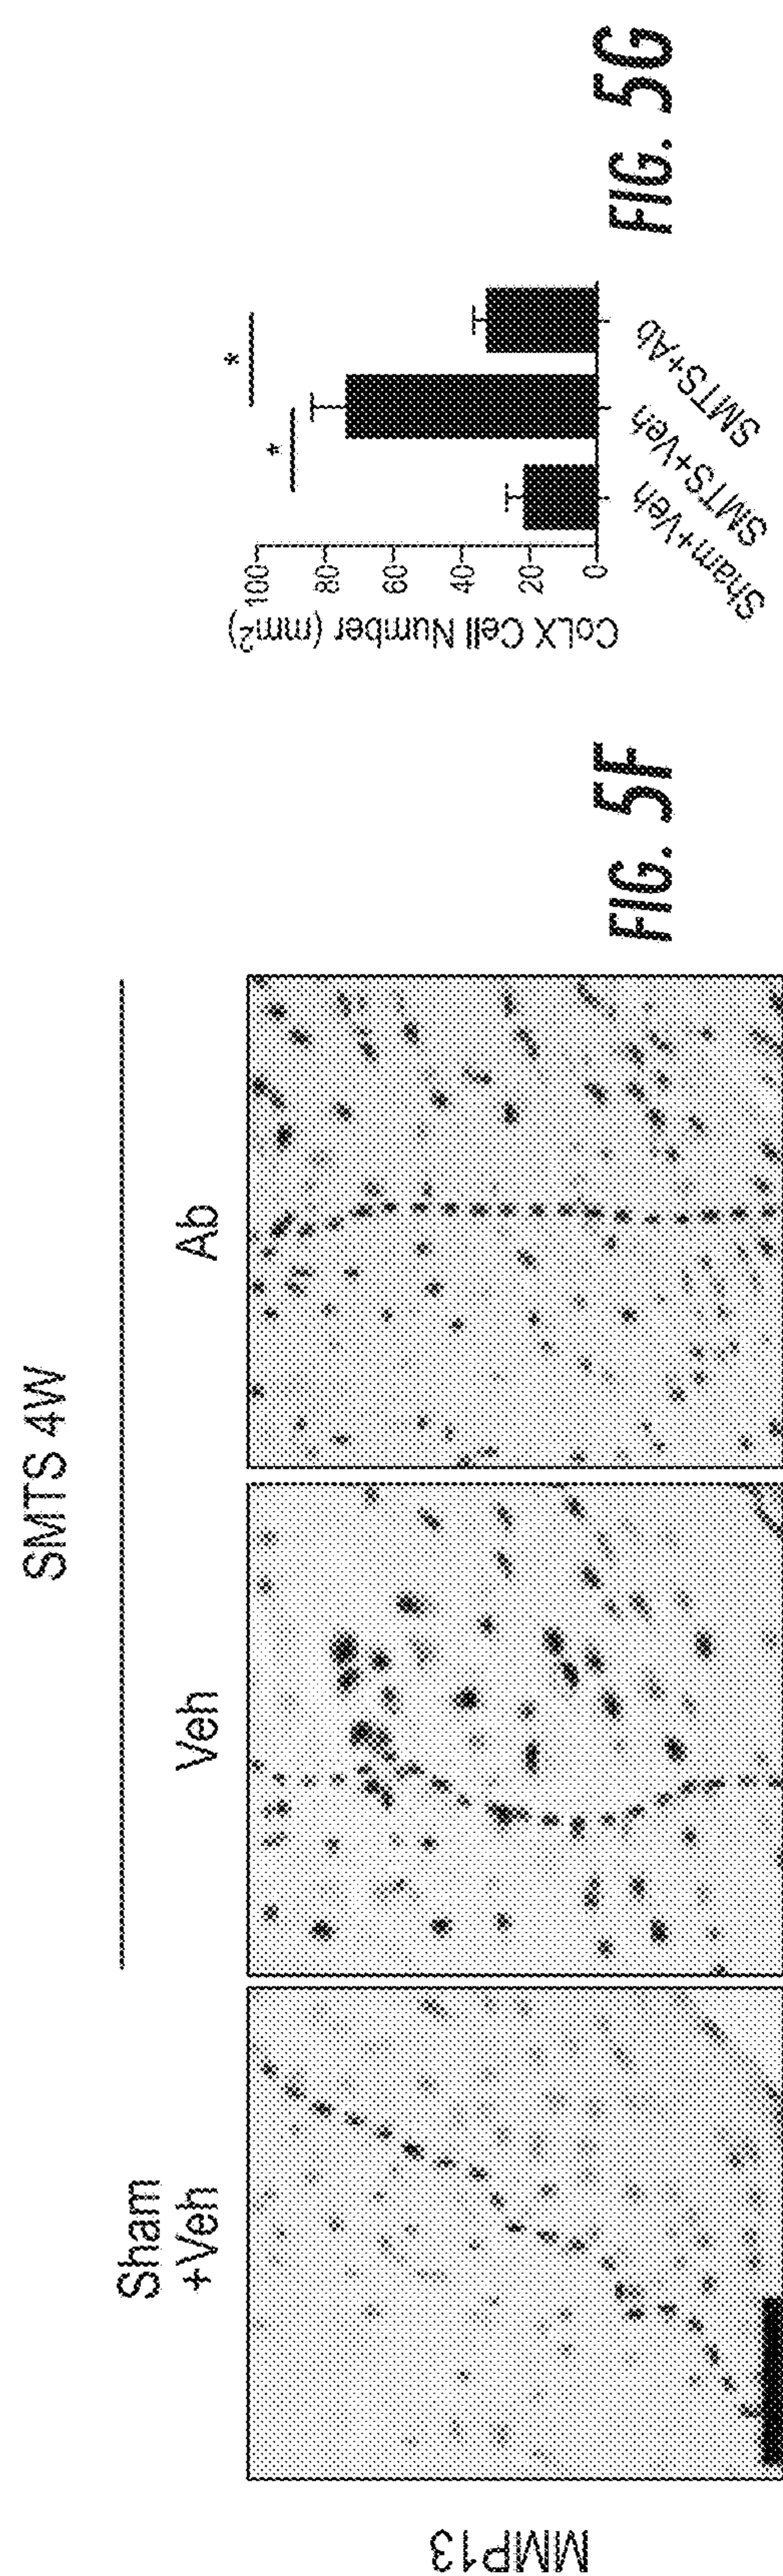 SMTS 4W
Sham
+Veh
Veh
Ab
MMP13
FIG. 5F
CoLX Cell Number (mm2)
100
80
60
40
20
0
*
*
Sham+Veh
SMTS+Veh
SMTS+Ab
FIG. 5G